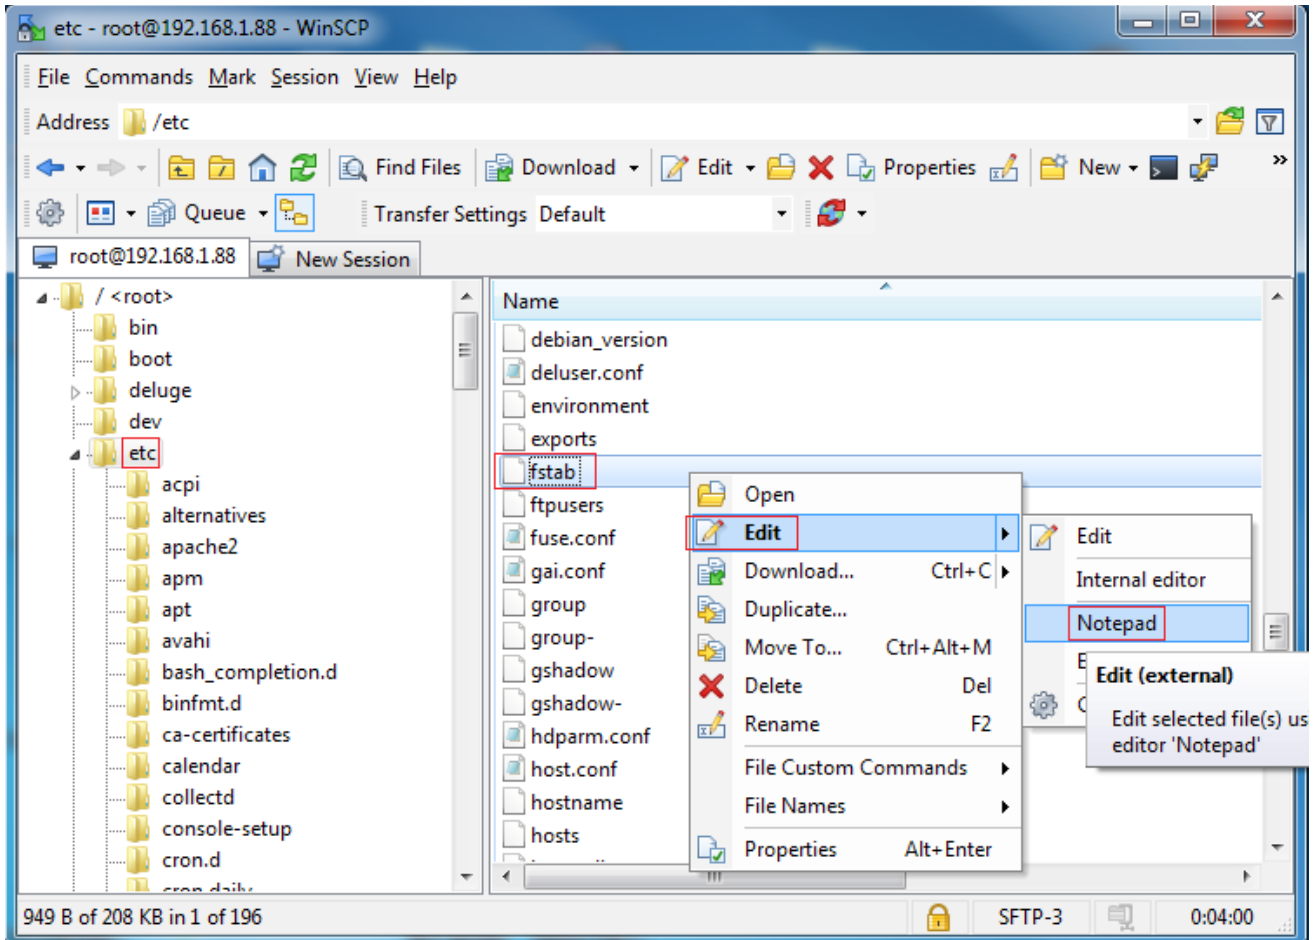 etc - root@192.168.1.88 - WinSCP
File Commands Mark Session View Help
Address /etc
Find Files Download Edit Properties New »
Queue Transfer Settings Default
root@192.168.1.88 New Session
/ <root>
bin
boot
deluge
dev
etc
acpi
alternatives
apache2
apm
apt
avahi
bash_completion.d
binfmt.d
ca-certificates
calendar
collectd
console-setup
cron.d
cron.daily
Name
debian_version
deluser.conf
environment
exports
fstab
ftpusers
fuse.conf
gai.conf
group
group-
gshadow
gshadow-
hdparm.conf
host.conf
hostname
hosts
Open
Edit
Download... Ctrl+C
Duplicate...
Move To... Ctrl+Alt+M
Delete Del
Rename F2
File Custom Commands
File Names
Properties Alt+Enter
Edit
Internal editor
Notepad
Edit (external)
Edit selected file(s) us
editor 'Notepad'
949 B of 208 KB in 1 of 196
SFTP-3
0:04:00